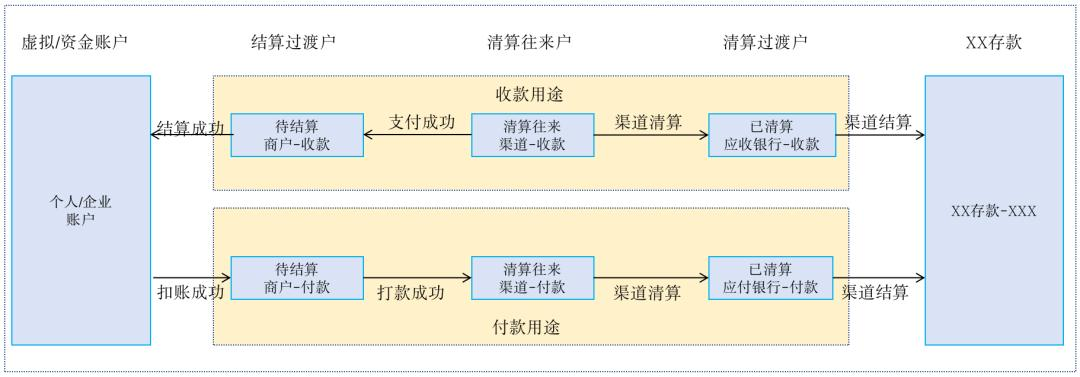 虚拟/资金账户
结算过渡户
清算往来户
清算过渡户
XX存款
收款用途
结算成功
待结算
商户-收款
支付成功
清算往来
渠道-收款
渠道清算
已清算
应收银行-收款
渠道结算
个人/企业
账户
XX存款-XXX
扣账成功
待结算
商户-付款
打款成功
清算往来
渠道-付款
渠道清算
已清算
应付银行-付款
渠道结算
付款用途